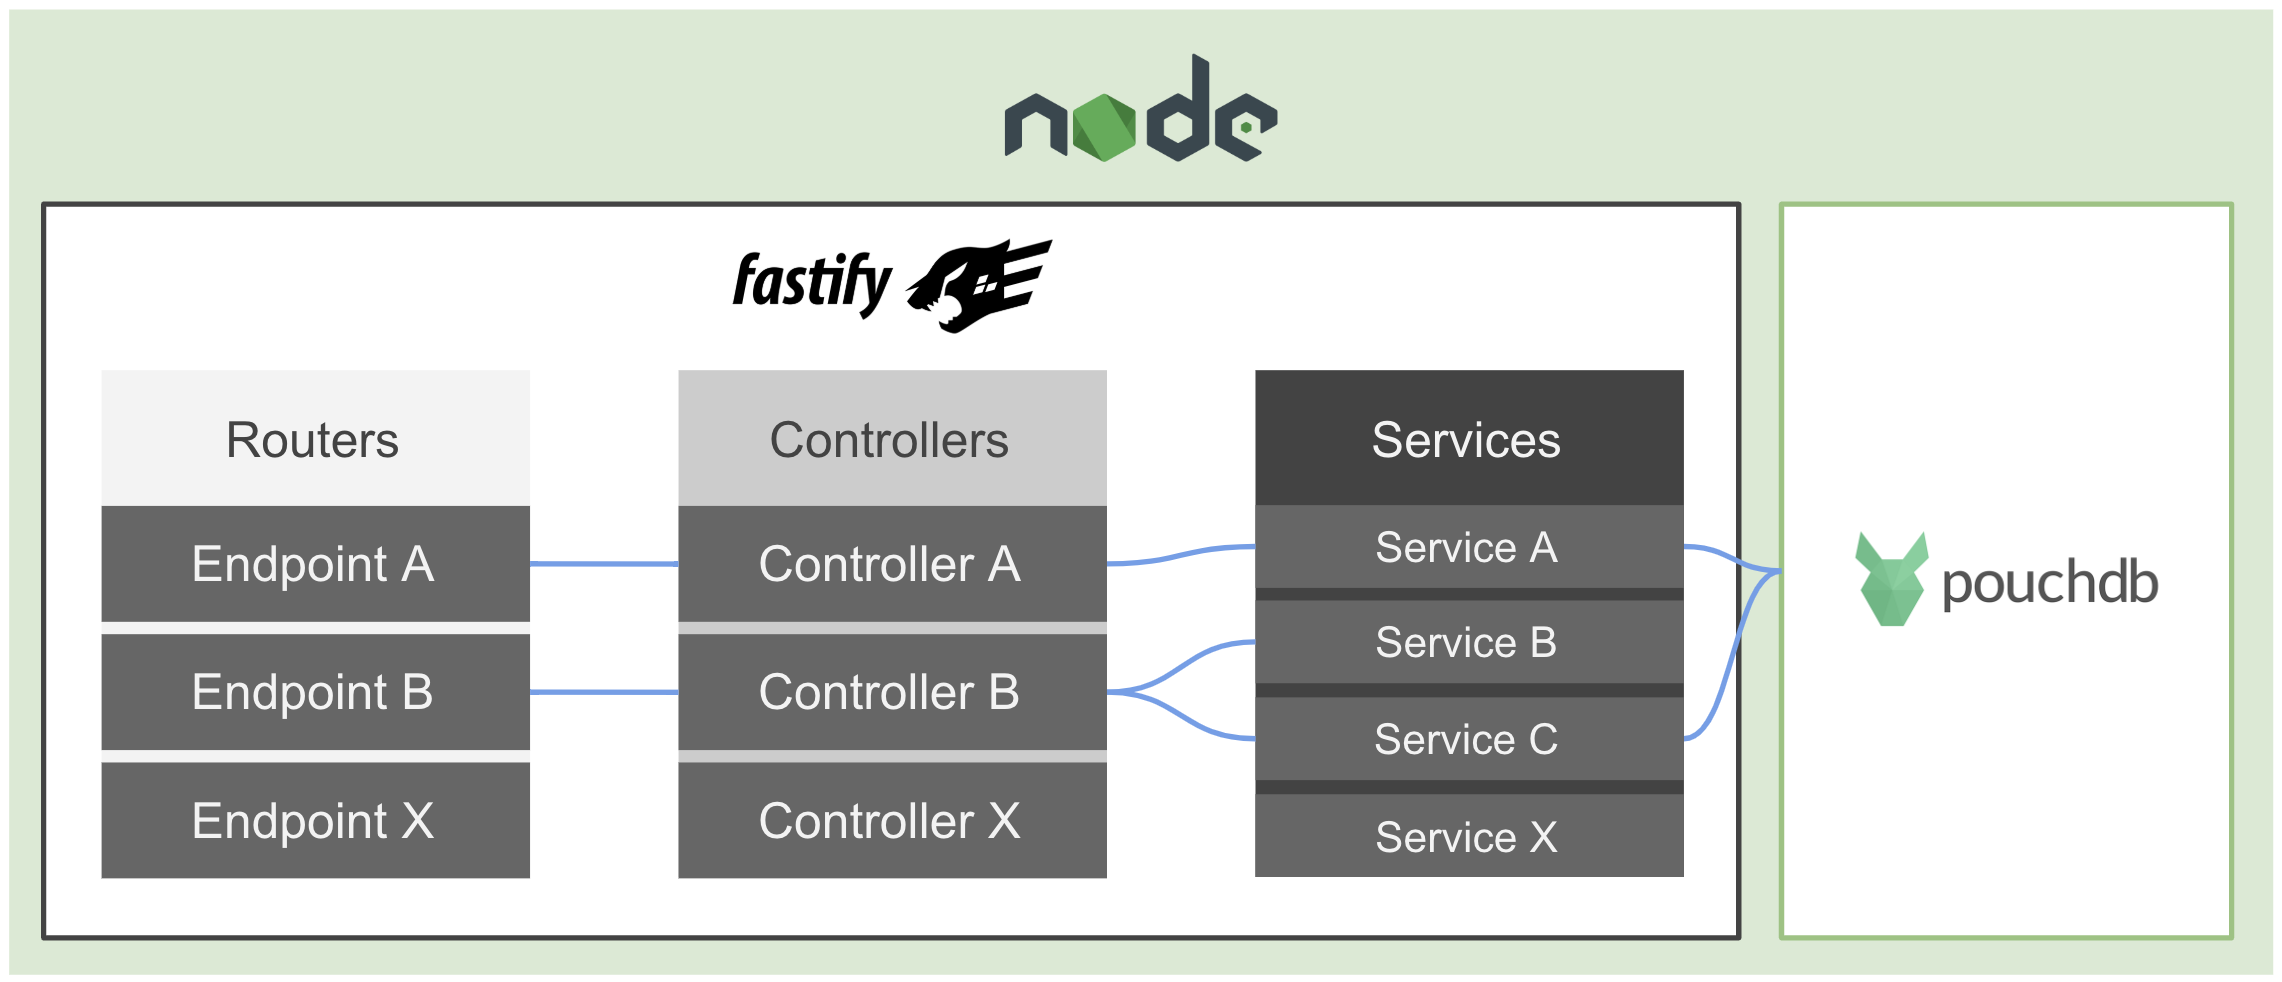 node
fastify
Routers
Endpoint A
Endpoint B
Endpoint X
Controllers
Controller A
Controller B
Controller X
Services
Service A
Service B
Service C
Service X
pouchdb